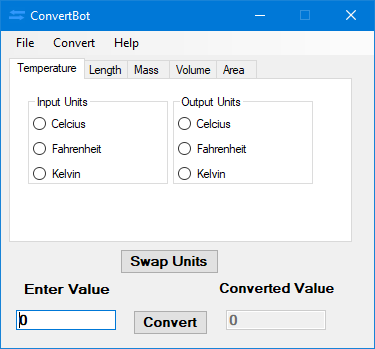 ConvertBot
File Convert Help
Temperature Length Mass Volume Area
Input Units Output Units
Celcius Celcius
Fahrenheit Fahrenheit
Kelvin Kelvin
Swap Units
Enter Value Converted Value
0 Convert 0